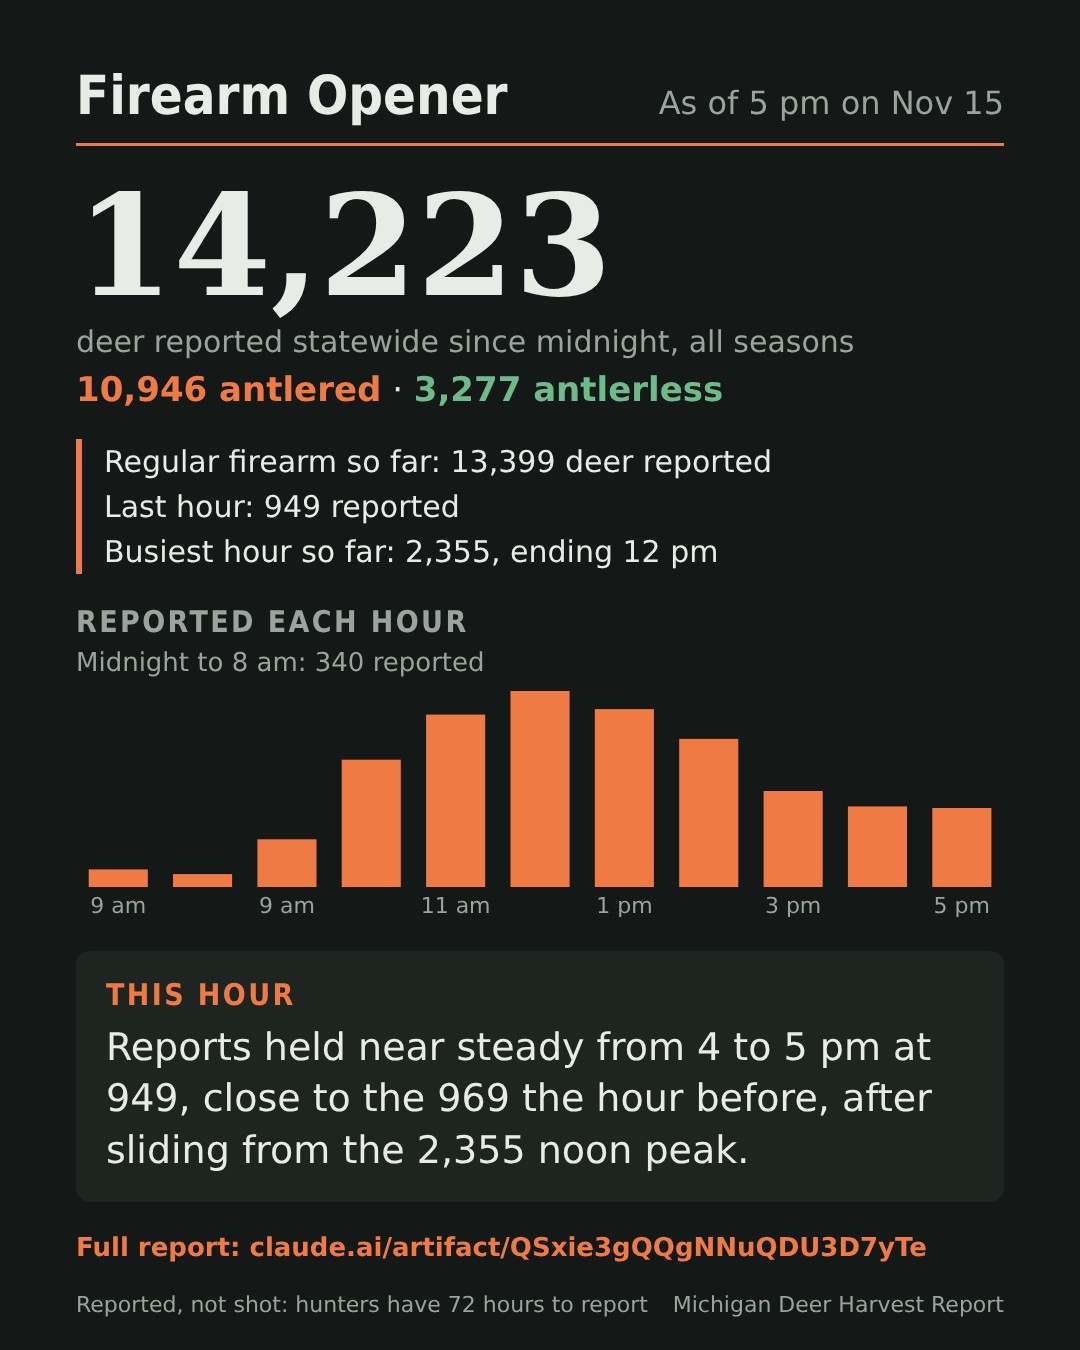 Firearm Opener
As of 5 pm on Nov 15
14,223
deer reported statewide since midnight, all seasons
10,946 antlered · 3,277 antlerless
Regular firearm so far: 13,399 deer reported
Last hour: 949 reported
Busiest hour so far: 2,355, ending 12 pm
REPORTED EACH HOUR
Midnight to 8 am: 340 reported
9 am 9 am 11 am 1 pm 3 pm 5 pm
THIS HOUR
Reports held near steady from 4 to 5 pm at
949, close to the 969 the hour before, after
sliding from the 2,355 noon peak.
Full report: claude.ai/artifact/QSxie3gQQgNNuQDU3D7yTe
Reported, not shot: hunters have 72 hours to report
Michigan Deer Harvest Report